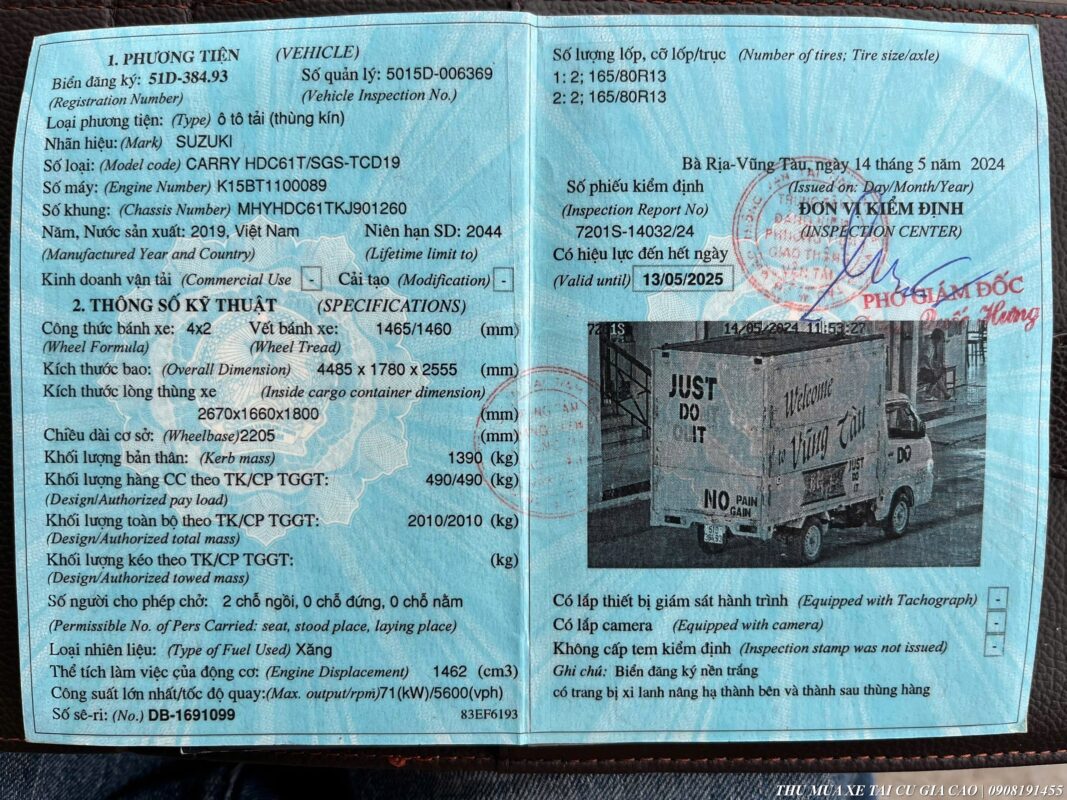 1. PHƯƠNG TIỆN (VEHICLE)
Biển đăng ký: 51D-384.93 Số quản lý: 5015D-006369
(Registration Number) (Vehicle Inspection No.)
Loại phương tiện: (Type) ô tô tải (thùng kín)
Nhãn hiệu: (Mark) SUZUKI
Số loại: (Model code) CARRY HDC61T/SGS-TCD19
Số máy: (Engine Number) K15BT1100089
Số khung: (Chassis Number) MHYHDC61TKJ901260
Năm, Nước sản xuất: 2019, Việt Nam Niên hạn SD: 2044
(Manufactured Year and Country) (Lifetime limit to)
Kinh doanh vận tải (Commercial Use) - Cải tạo (Modification) -
2. THÔNG SỐ KỸ THUẬT (SPECIFICATIONS)
Công thức bánh xe: 4x2 Vết bánh xe: 1465/1460 (mm)
(Wheel Formula) (Wheel Tread)
Kích thước bao: (Overall Dimension) 4485 x 1780 x 2555 (mm)
Kích thước lòng thùng xe (Inside cargo container dimension)
2670x1660x1800 (mm)
Chiều dài cơ sở: (Wheelbase) 2205 (mm)
Khối lượng bản thân: (Kerb mass) 1390 (kg)
Khối lượng hàng CC theo TK/CP TGGT: 490/490 (kg)
(Design/Authorized pay load)
Khối lượng toàn bộ theo TK/CP TGGT: 2010/2010 (kg)
(Design/Authorized total mass)
Khối lượng kéo theo TK/CP TGGT: (kg)
(Design/Authorized towed mass)
Số người cho phép chở: 2 chỗ ngồi, 0 chỗ đứng, 0 chỗ nằm
(Permissible No. of Pers Carried: seat, stood place, laying place)
Loại nhiên liệu: (Type of Fuel Used) Xăng
Thể tích làm việc của động cơ: (Engine Displacement) 1462 (cm3)
Công suất lớn nhất/tốc độ quay:(Max. output/rpm)71(kW)/5600(vph)
Số sê-ri: (No.) DB-1691099 83EF6193
Số lượng lốp, cỡ lốp/trục (Number of tires; Tire size/axle)
1: 2; 165/80R13
2: 2; 165/80R13
Bà Rịa-Vũng Tàu, ngày 14 tháng 5 năm 2024
Số phiếu kiểm định (Issued on: Day/Month/Year)
(Inspection Report No) ĐƠN VỊ KIỂM ĐỊNH
7201S-14032/24 (INSPECTION CENTER)
Có hiệu lực đến hết ngày
(Valid until) 13/05/2025
PHÓ GIÁM ĐỐC
7201S 14/05/2024 11:53:27
JUST
DO
IT
Welcome
to Vũng Tàu
JUST
DO
NO PAIN
GAIN
DO
Có lắp thiết bị giám sát hành trình (Equipped with Tachograph) -
Có lắp camera (Equipped with camera) -
Không cấp tem kiểm định (Inspection stamp was not issued) -
Ghi chú: Biển đăng ký nền trắng
có trang bị xi lanh nâng hạ thành bên và thành sau thùng hàng
THU MUA XE TAI CU GIA CAO | 0908191455